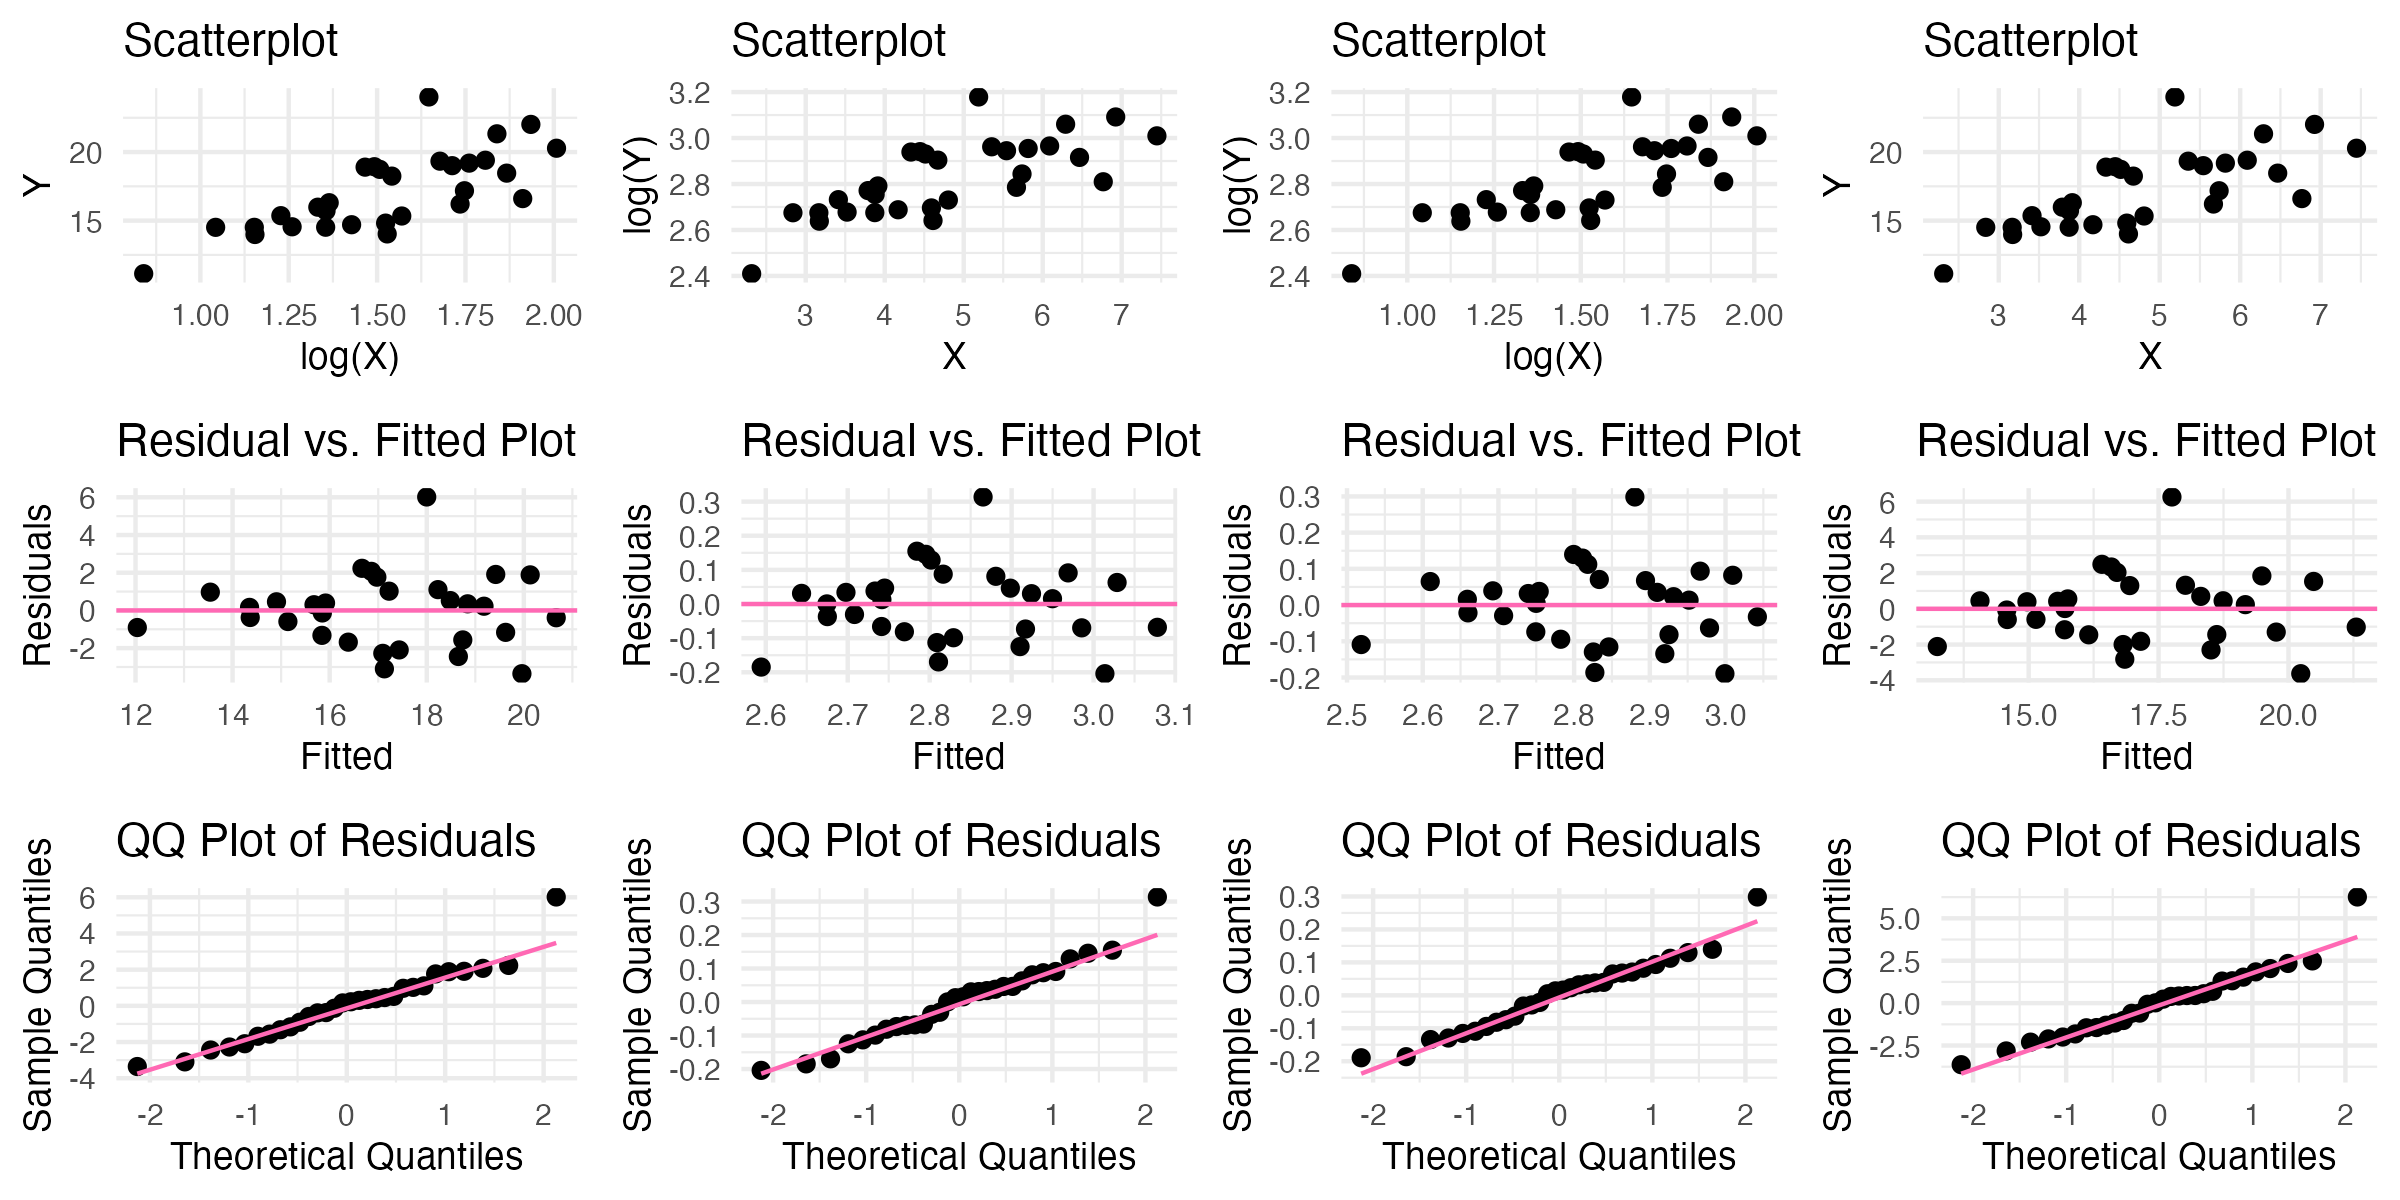 Scatterplot
Y
20
15
1.00 1.25 1.50 1.75 2.00
log(X)
Scatterplot
log(Y)
3.2
3.0
2.8
2.6
2.4
3 4 5 6 7
X
Scatterplot
log(Y)
3.2
3.0
2.8
2.6
2.4
1.00 1.25 1.50 1.75 2.00
log(X)
Scatterplot
Y
20
15
3 4 5 6 7
X
Residual vs. Fitted Plot
Residuals
6
4
2
0
-2
12 14 16 18 20
Fitted
Residual vs. Fitted Plot
Residuals
0.3
0.2
0.1
0.0
-0.1
-0.2
2.6 2.7 2.8 2.9 3.0 3.1
Fitted
Residual vs. Fitted Plot
Residuals
0.3
0.2
0.1
0.0
-0.1
-0.2
2.5 2.6 2.7 2.8 2.9 3.0
Fitted
Residual vs. Fitted Plot
Residuals
6
4
2
0
-2
-4
15.0 17.5 20.0
Fitted
QQ Plot of Residuals
Sample Quantiles
6
4
2
0
-2
-4
-2 -1 0 1 2
Theoretical Quantiles
QQ Plot of Residuals
Sample Quantiles
0.3
0.2
0.1
0.0
-0.1
-0.2
-2 -1 0 1 2
Theoretical Quantiles
QQ Plot of Residuals
Sample Quantiles
0.3
0.2
0.1
0.0
-0.1
-0.2
-2 -1 0 1 2
Theoretical Quantiles
QQ Plot of Residuals
Sample Quantiles
5.0
2.5
0.0
-2.5
-2 -1 0 1 2
Theoretical Quantiles